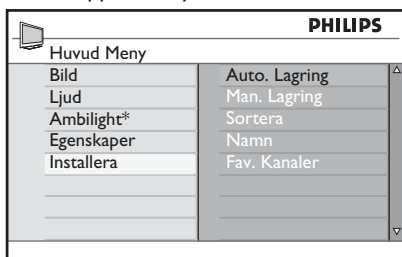 PHILIPS
Huvud Meny
Bild
Ljud
Ambilight*
Egenskaper
Installera
Auto. Lagring
Man. Lagring
Sortera
Namn
Fav. Kanaler